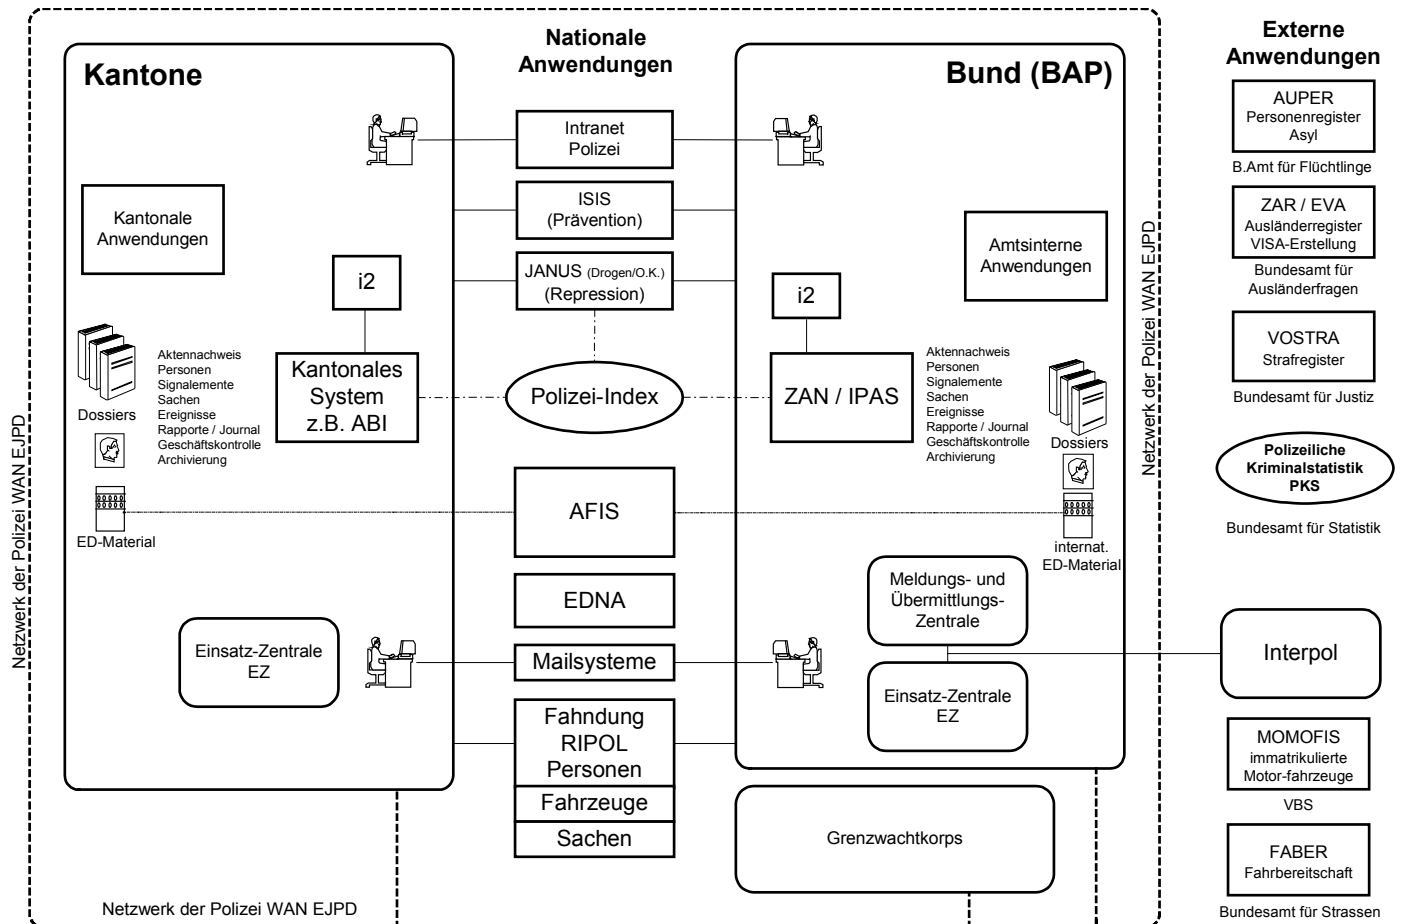 Kantone
Nationale
Anwendungen
Bund (BAP)
Externe
Anwendungen
Intranet
Polizei
ISIS
(Prävention)
JANUS (Drogen/O.K.)
(Repression)
Polizei-Index
AFIS
EDNA
Mailsysteme
Fahndung
RIPOL
Personen
Fahrzeuge
Sachen
Kantonale
Anwendungen
i2
Kantonales
System
z.B. ABI
Dossiers
Aktennachweis
Personen
Signalemente
Sachen
Ereignisse
Rapporte / Journal
Geschäftskontrolle
Archivierung
ED-Material
Einsatz-Zentrale
EZ
Amtsinterne
Anwendungen
i2
ZAN / IPAS
Aktennachweis
Personen
Signalemente
Sachen
Ereignisse
Rapporte / Journal
Geschäftskontrolle
Archivierung
Dossiers
internat.
ED-Material
Meldungs- und
Übermittlungs-
Zentrale
Einsatz-Zentrale
EZ
Grenzwachtkorps
AUPER
Personenregister
Asyl
B.Amt für Flüchtlinge
ZAR / EVA
Ausländerregister
VISA-Erstellung
Bundesamt für
Ausländerfragen
VOSTRA
Strafregister
Bundesamt für Justiz
Polizeiliche
Kriminalstatistik
PKS
Bundesamt für Statistik
Interpol
MOMOFIS
immatrikulierte
Motor-fahrzeuge
VBS
FABER
Fahrbereitschaft
Bundesamt für Strassen
Netzwerk der Polizei WAN EJPD
Netzwerk der Polizei WAN EJPD
Netzwerk der Polizei WAN EJPD